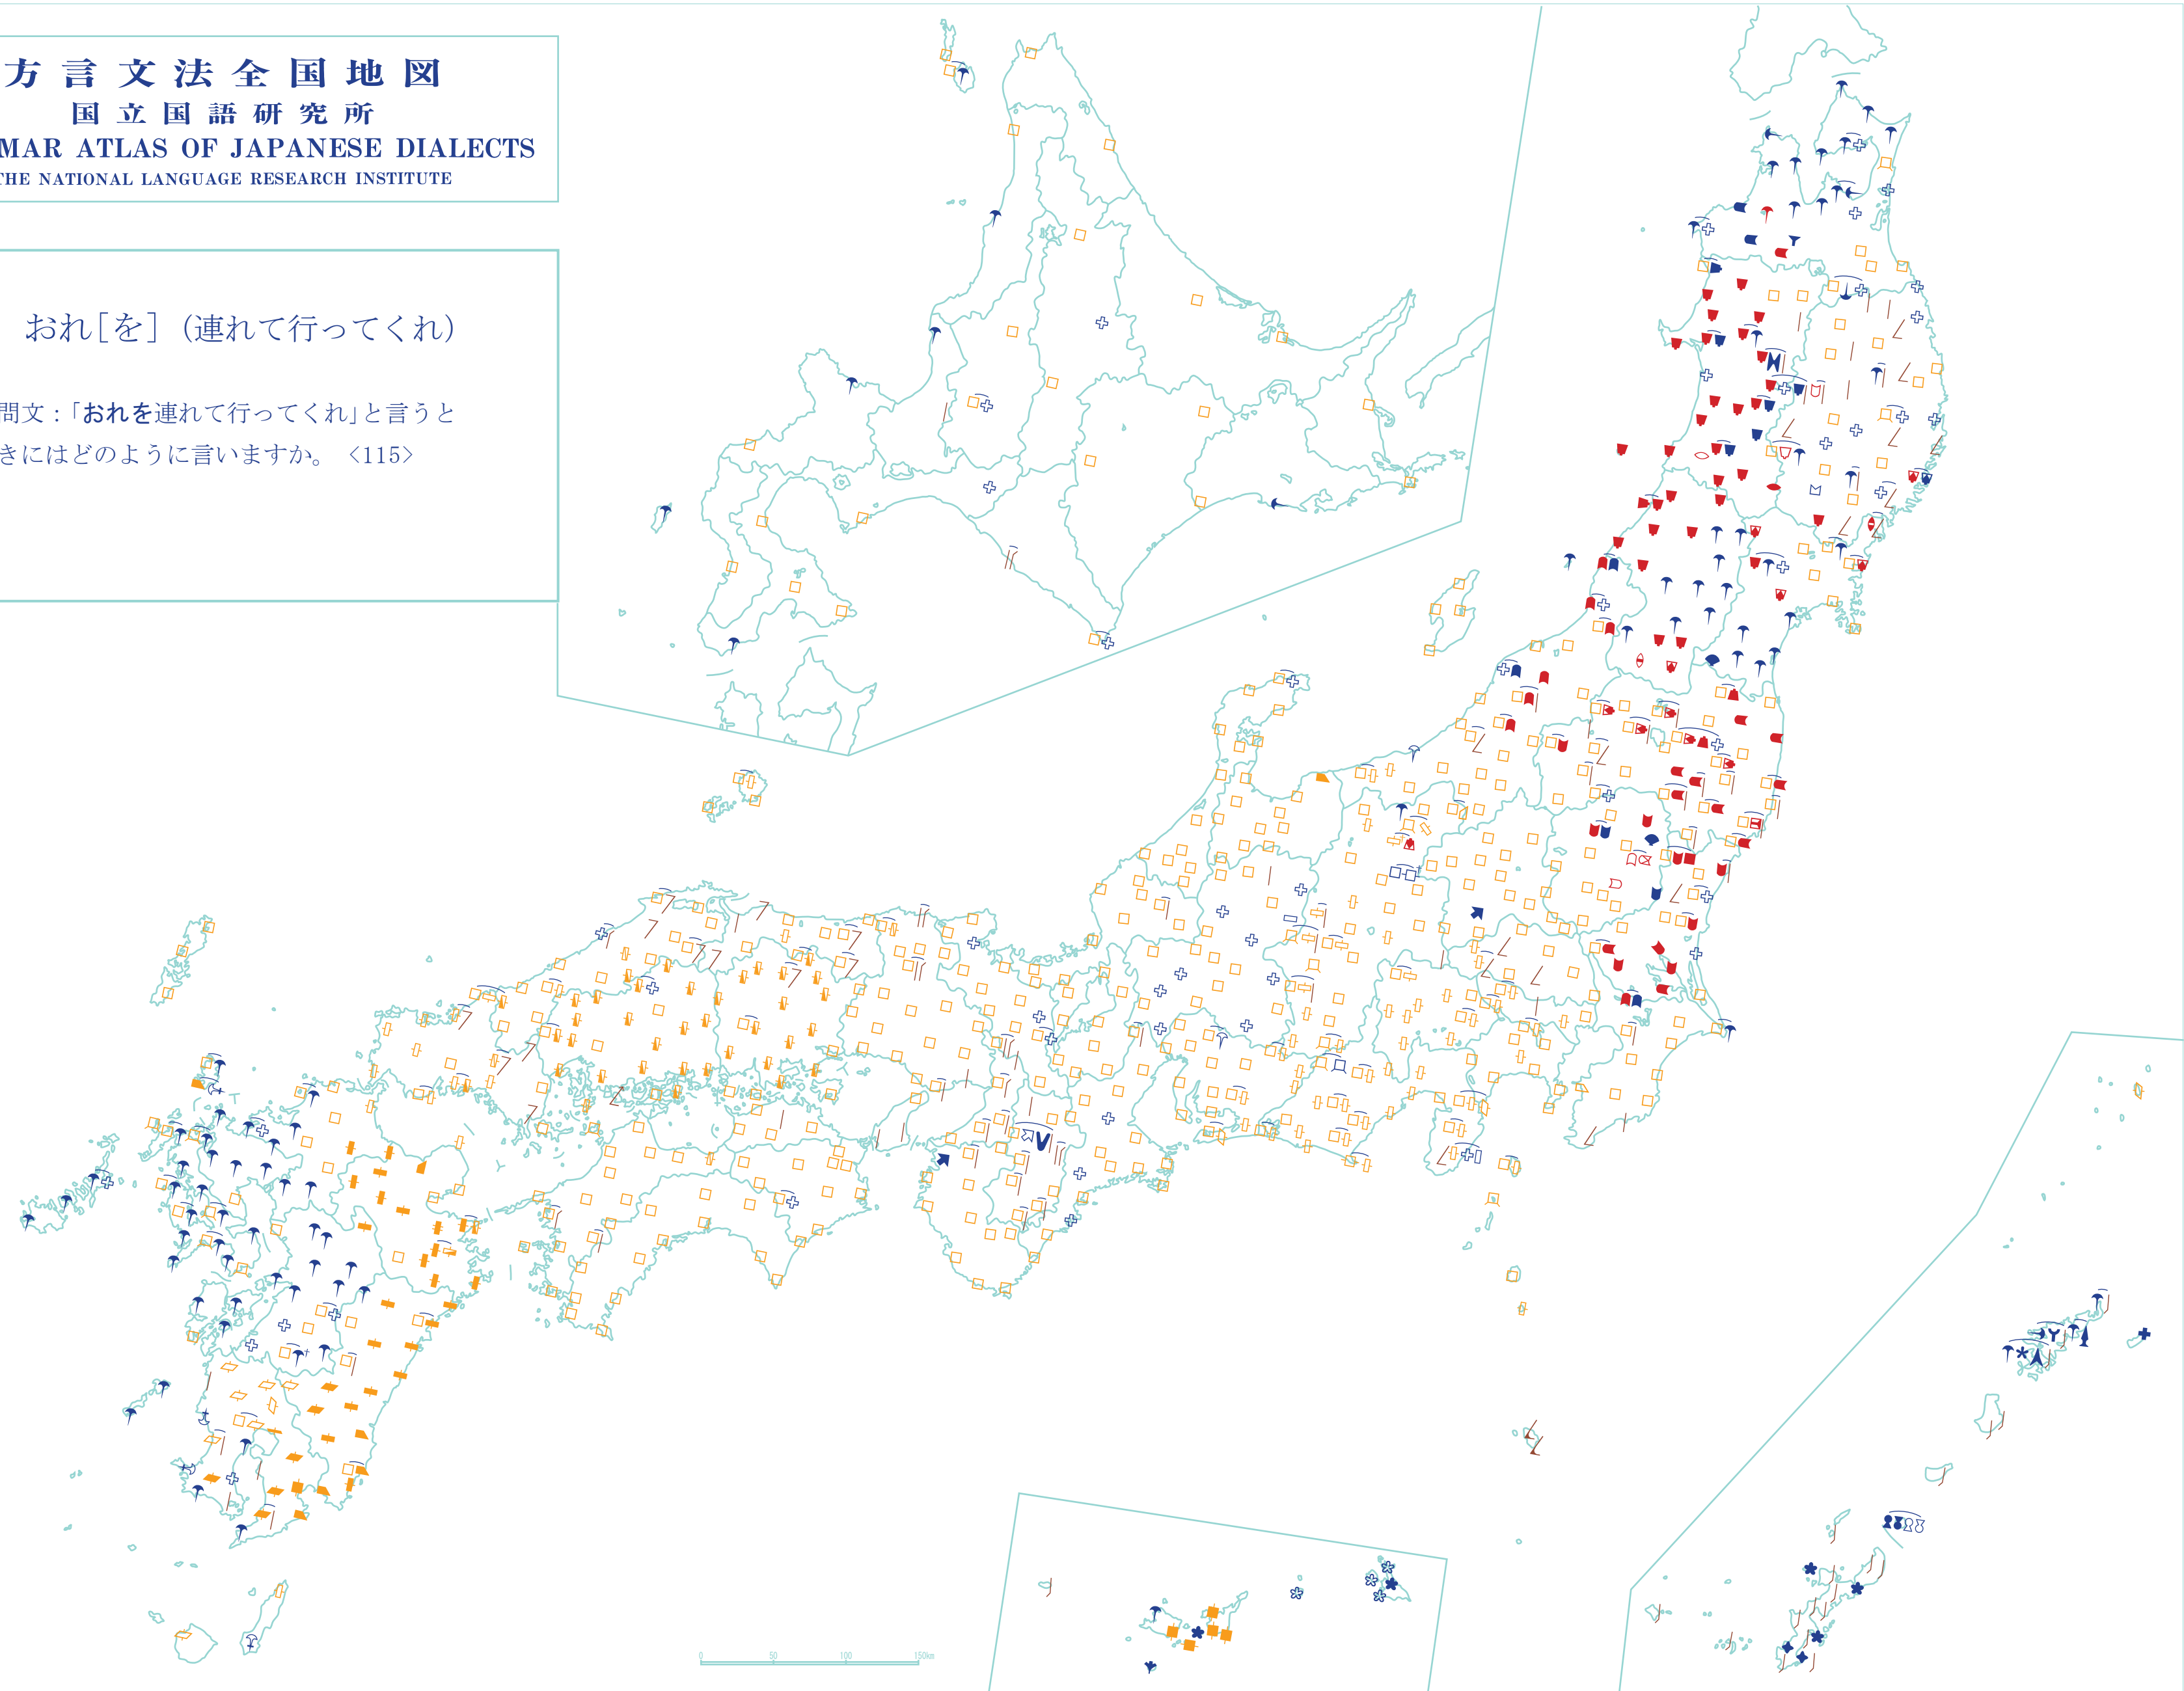 方言文法全国地図
国立国語研究所
MAR ATLAS OF JAPANESE DIALECTS
THE NATIONAL LANGUAGE RESEARCH INSTITUTE
おれ[を] (連れて行ってくれ)
問文:「おれを連れて行ってくれ」と言うと
きにはどのように言いますか。 〈115〉
0 50 100 150km